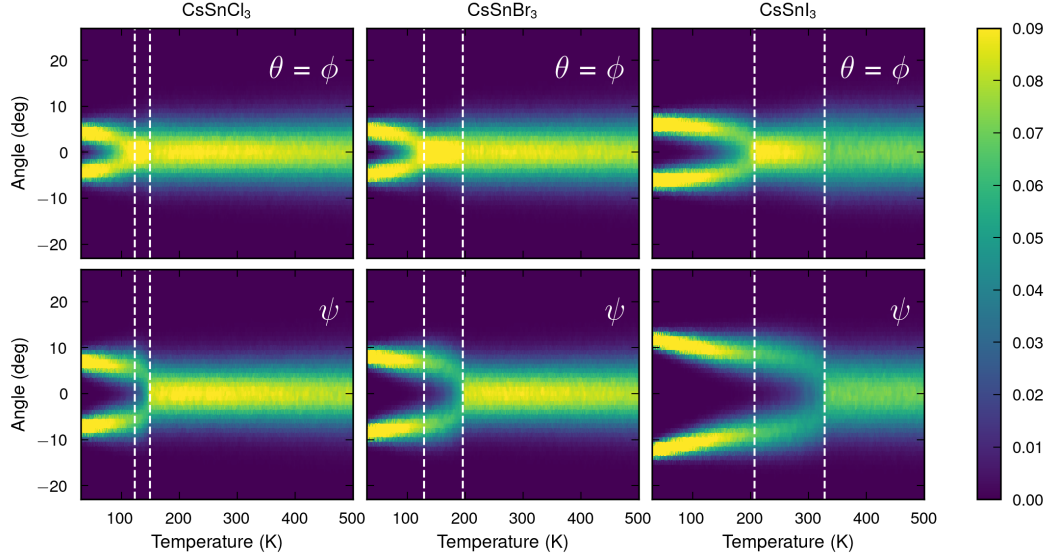 CsSnCl₃ CsSnBr₃ CsSnI₃
θ = ϕ θ = ϕ θ = ϕ
Angle (deg)
20
10
0
−10
−20
ψ ψ ψ
Angle (deg)
20
10
0
−10
−20
100 200 300 400 500 100 200 300 400 500 100 200 300 400 500
Temperature (K) Temperature (K) Temperature (K)
0.09
0.08
0.07
0.06
0.05
0.04
0.03
0.02
0.01
0.00